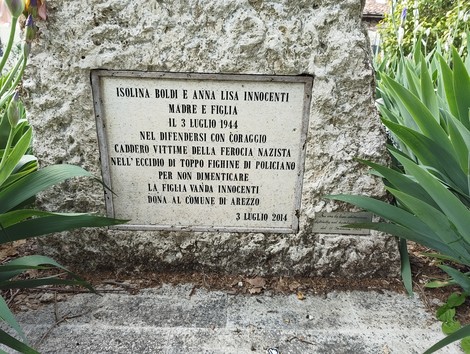 ISOLINA BOLDI E ANNA LISA INNOCENTI
MADRE E FIGLIA
IL 3 LUGLIO 1944
NEL DIFENDERSI CON CORAGGIO
CADDERO VITTIME DELLA FEROCIA NAZISTA
NELL'ECCIDIO DI TOPPO FIGHINE DI POLICIANO
PER NON DIMENTICARE
LA FIGLIA VANDA INNOCENTI
DONA AL COMUNE DI AREZZO
3 LUGLIO 2014